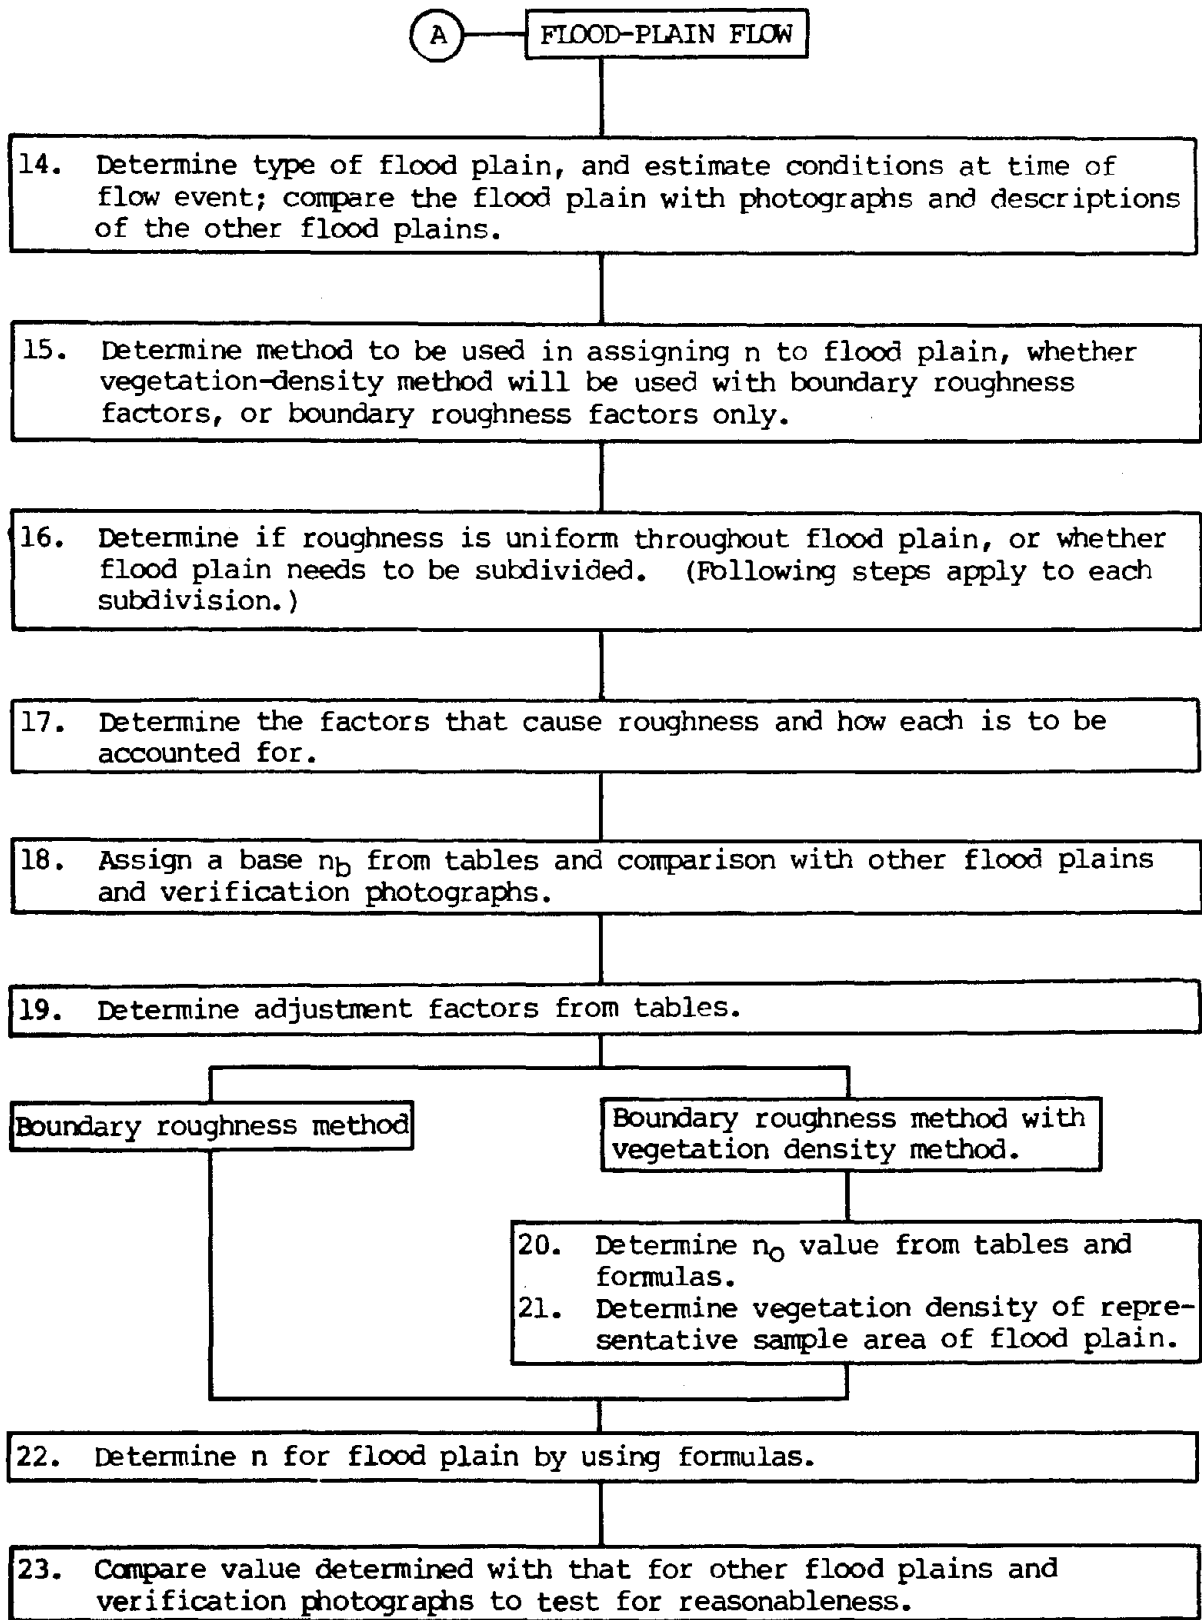 A FLOOD-PLAIN FLOW
14. Determine type of flood plain, and estimate conditions at time of
flow event; compare the flood plain with photographs and descriptions
of the other flood plains.
15. Determine method to be used in assigning n to flood plain, whether
vegetation-density method will be used with boundary roughness
factors, or boundary roughness factors only.
16. Determine if roughness is uniform throughout flood plain, or whether
flood plain needs to be subdivided. (Following steps apply to each
subdivision.)
17. Determine the factors that cause roughness and how each is to be
accounted for.
18. Assign a base nb from tables and comparison with other flood plains
and verification photographs.
19. Determine adjustment factors from tables.
Boundary roughness method
Boundary roughness method with
vegetation density method.
20. Determine no value from tables and
formulas.
21. Determine vegetation density of repre-
sentative sample area of flood plain.
22. Determine n for flood plain by using formulas.
23. Compare value determined with that for other flood plains and
verification photographs to test for reasonableness.